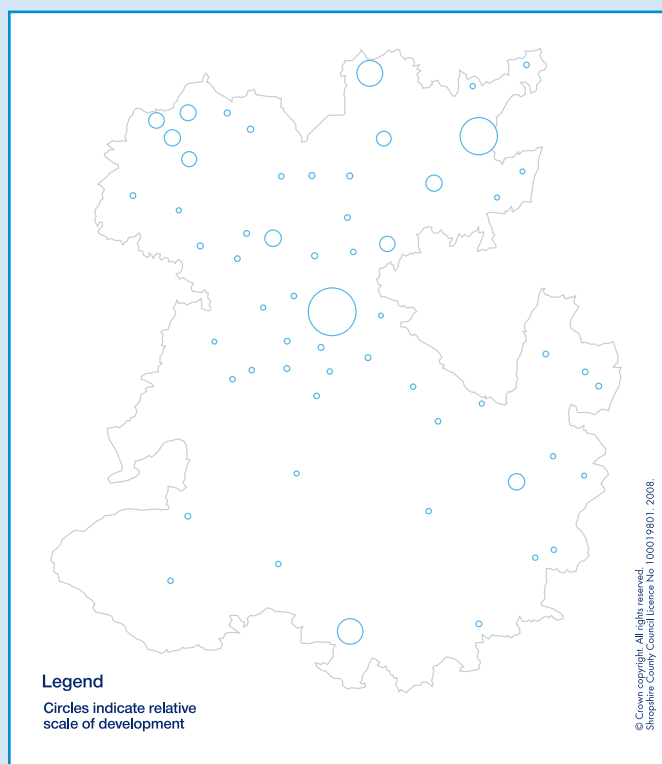 Legend
Circles indicate relative
scale of development
© Crown copyright. All rights reserved.
Shropshire County Council Licence No 100019801. 2008.